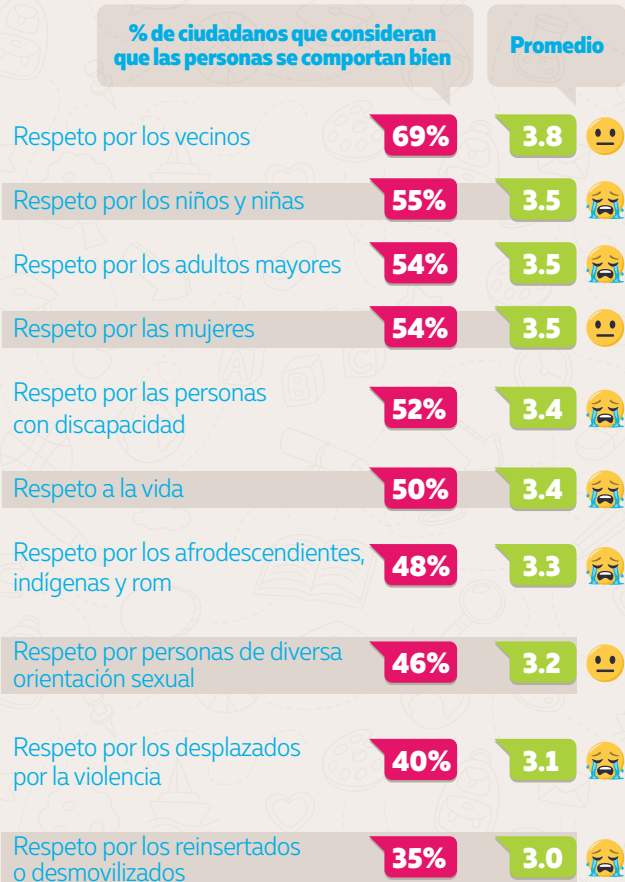 % de ciudadanos que consideran
que las personas se comportan bien
Promedio
Respeto por los vecinos 69% 3.8
Respeto por los niños y niñas 55% 3.5
Respeto por los adultos mayores 54% 3.5
Respeto por las mujeres 54% 3.5
Respeto por las personas
con discapacidad 52% 3.4
Respeto a la vida 50% 3.4
Respeto por los afrodescendientes,
indígenas y rom 48% 3.3
Respeto por personas de diversa
orientación sexual 46% 3.2
Respeto por los desplazados
por la violencia 40% 3.1
Respeto por los reinsertados
o desmovilizados 35% 3.0